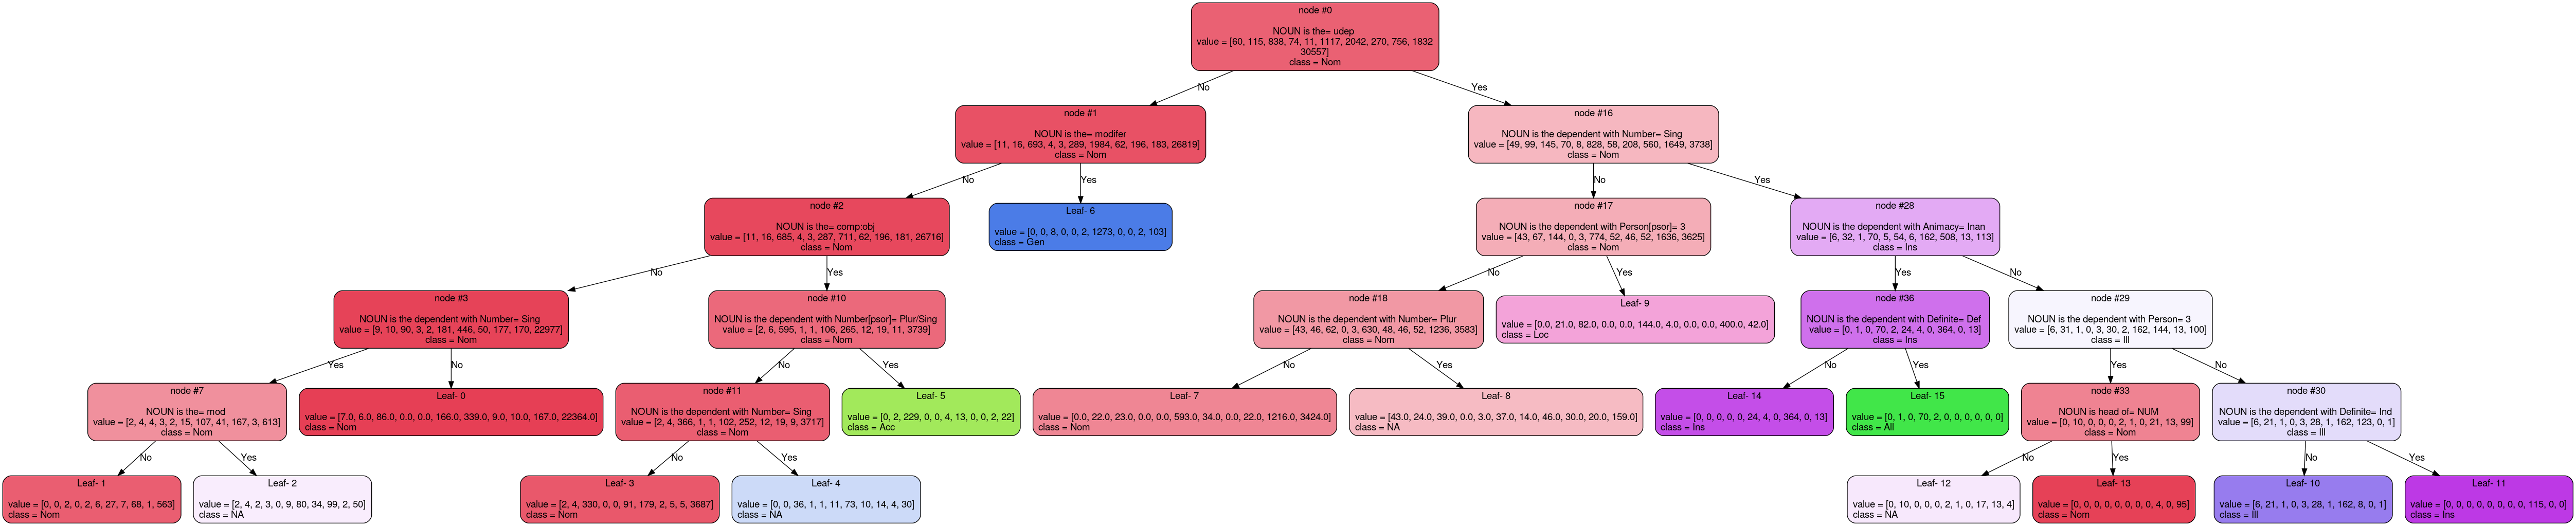 node #0
NOUN is the= udep
value = [60, 115, 838, 74, 11, 1117, 2042, 270, 756, 1832
30557]
class = Nom
No
Yes
node #1
NOUN is the= modifer
value = [11, 16, 693, 4, 3, 289, 1984, 62, 196, 183, 26819]
class = Nom
node #16
NOUN is the dependent with Number= Sing
value = [49, 99, 145, 70, 8, 828, 58, 208, 560, 1649, 3738]
class = Nom
No
Yes
No
Yes
node #2
NOUN is the= comp:obj
value = [11, 16, 685, 4, 3, 287, 711, 62, 196, 181, 26716]
class = Nom
Leaf- 6
value = [0, 0, 8, 0, 0, 2, 1273, 0, 0, 2, 103]
class = Gen
node #17
NOUN is the dependent with Person[psor]= 3
value = [43, 67, 144, 0, 3, 774, 52, 46, 52, 1636, 3625]
class = Nom
node #28
NOUN is the dependent with Animacy= Inan
value = [6, 32, 1, 70, 5, 54, 6, 162, 508, 13, 113]
class = Ins
No
Yes
No
Yes
Yes
No
node #3
NOUN is the dependent with Number= Sing
value = [9, 10, 90, 3, 2, 181, 446, 50, 177, 170, 22977]
class = Nom
node #10
NOUN is the dependent with Number[psor]= Plur/Sing
value = [2, 6, 595, 1, 1, 106, 265, 12, 19, 11, 3739]
class = Nom
node #18
NOUN is the dependent with Number= Plur
value = [43, 46, 62, 0, 3, 630, 48, 46, 52, 1236, 3583]
class = Nom
Leaf- 9
value = [0.0, 21.0, 82.0, 0.0, 0.0, 144.0, 4.0, 0.0, 0.0, 400.0, 42.0]
class = Loc
node #36
NOUN is the dependent with Definite= Def
value = [0, 1, 0, 70, 2, 24, 4, 0, 364, 0, 13]
class = Ins
node #29
NOUN is the dependent with Person= 3
value = [6, 31, 1, 0, 3, 30, 2, 162, 144, 13, 100]
class = Ill
Yes
No
No
Yes
No
Yes
No
Yes
Yes
No
node #7
NOUN is the= mod
value = [2, 4, 4, 3, 2, 15, 107, 41, 167, 3, 613]
class = Nom
Leaf- 0
value = [7.0, 6.0, 86.0, 0.0, 0.0, 166.0, 339.0, 9.0, 10.0, 167.0, 22364.0]
class = Nom
node #11
NOUN is the dependent with Number= Sing
value = [2, 4, 366, 1, 1, 102, 252, 12, 19, 9, 3717]
class = Nom
Leaf- 5
value = [0, 2, 229, 0, 0, 4, 13, 0, 0, 2, 22]
class = Acc
Leaf- 7
value = [0.0, 22.0, 23.0, 0.0, 0.0, 593.0, 34.0, 0.0, 22.0, 1216.0, 3424.0]
class = Nom
Leaf- 8
value = [43.0, 24.0, 39.0, 0.0, 3.0, 37.0, 14.0, 46.0, 30.0, 20.0, 159.0]
class = NA
Leaf- 14
value = [0, 0, 0, 0, 0, 24, 4, 0, 364, 0, 13]
class = Ins
Leaf- 15
value = [0, 1, 0, 70, 2, 0, 0, 0, 0, 0, 0]
class = All
node #33
NOUN is head of= NUM
value = [0, 10, 0, 0, 0, 2, 1, 0, 21, 13, 99]
class = Nom
node #30
NOUN is the dependent with Definite= Ind
value = [6, 21, 1, 0, 3, 28, 1, 162, 123, 0, 1]
class = Ill
No
Yes
No
Yes
No
Yes
No
Yes
Leaf- 1
value = [0, 0, 2, 0, 2, 6, 27, 7, 68, 1, 563]
class = Nom
Leaf- 2
value = [2, 4, 2, 3, 0, 9, 80, 34, 99, 2, 50]
class = NA
Leaf- 3
value = [2, 4, 330, 0, 0, 91, 179, 2, 5, 5, 3687]
class = Nom
Leaf- 4
value = [0, 0, 36, 1, 1, 11, 73, 10, 14, 4, 30]
class = NA
Leaf- 12
value = [0, 10, 0, 0, 0, 2, 1, 0, 17, 13, 4]
class = NA
Leaf- 13
value = [0, 0, 0, 0, 0, 0, 0, 0, 4, 0, 95]
class = Nom
Leaf- 10
value = [6, 21, 1, 0, 3, 28, 1, 162, 8, 0, 1]
class = Ill
Leaf- 11
value = [0, 0, 0, 0, 0, 0, 0, 0, 115, 0, 0]
class = Ins